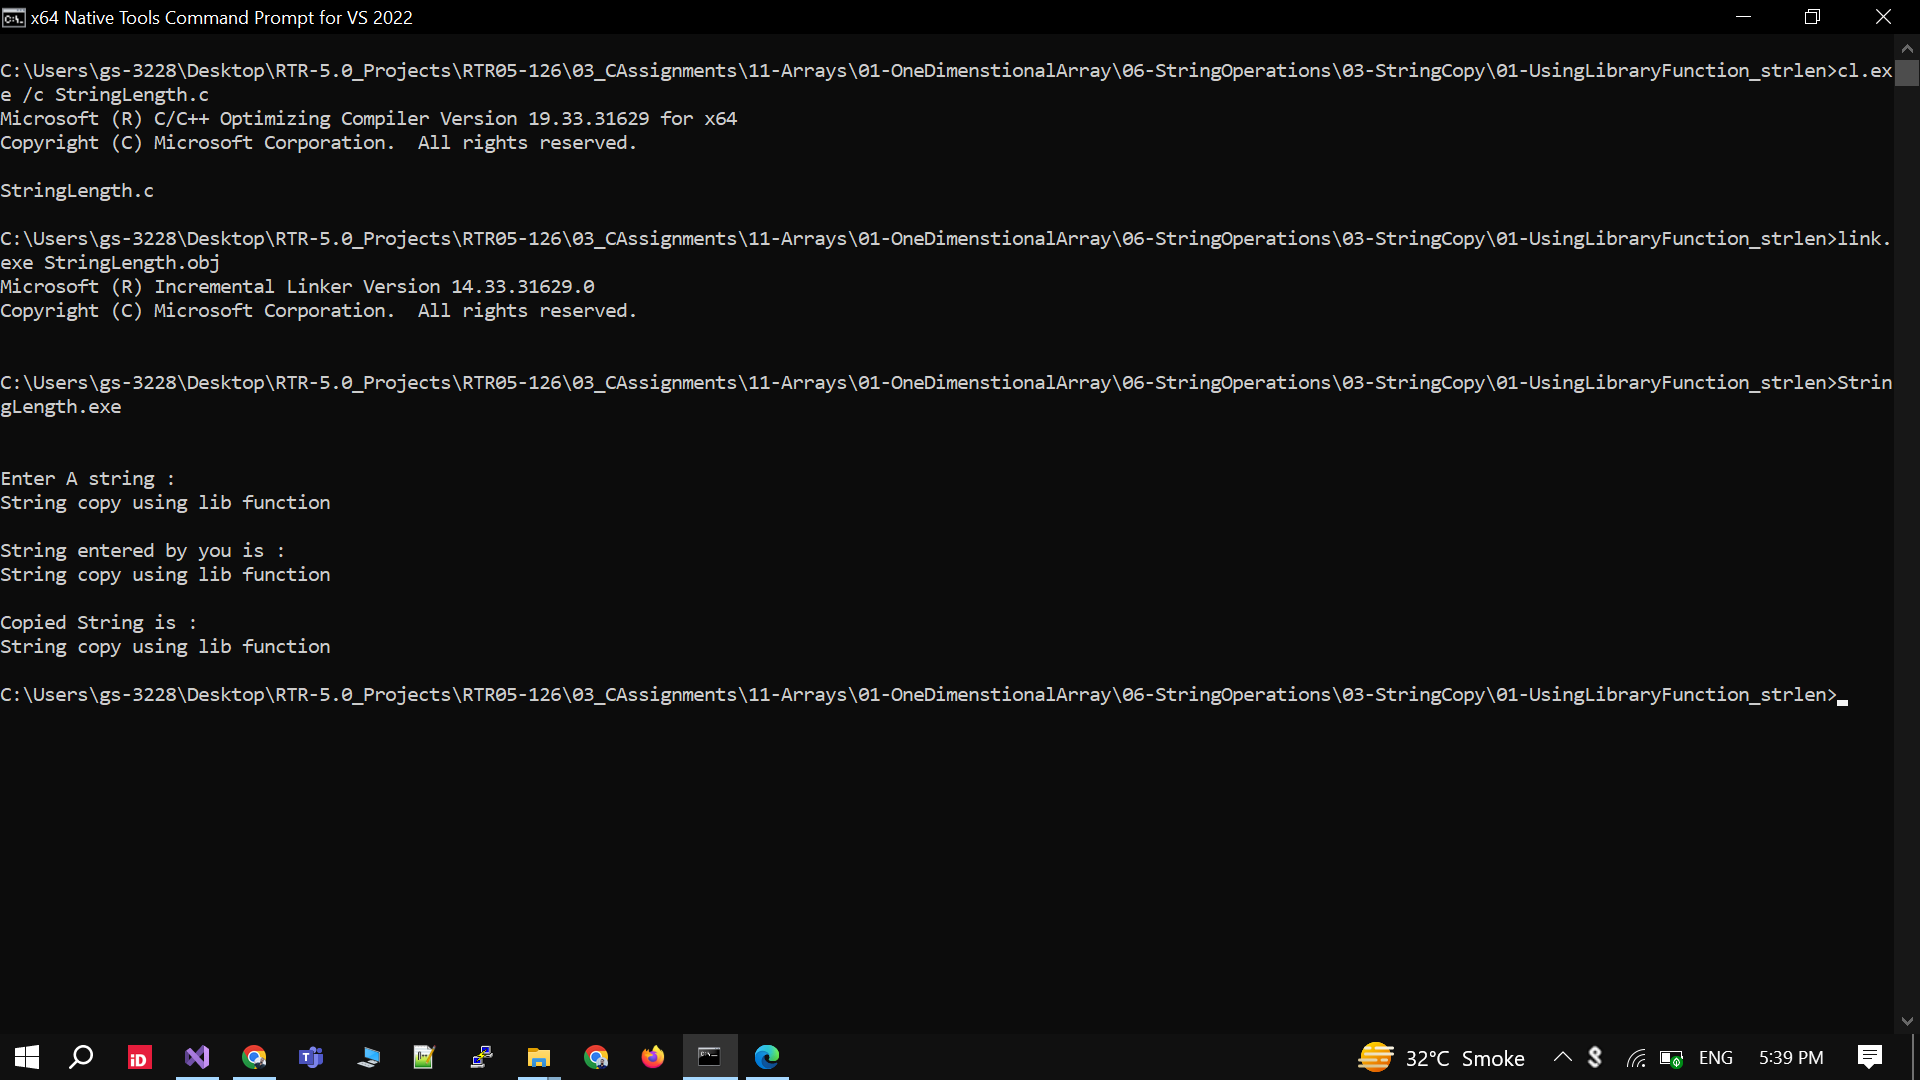 x64 Native Tools Command Prompt for VS 2022
C:\Users\gs-3228\Desktop\RTR-5.0_Projects\RTR05-126\03_CAssignments\11-Arrays\01-OneDimenstionalArray\06-StringOperations\03-StringCopy\01-UsingLibraryFunction_strlen>cl.ex
e /c StringLength.c
Microsoft (R) C/C++ Optimizing Compiler Version 19.33.31629 for x64
Copyright (C) Microsoft Corporation.  All rights reserved.
StringLength.c
C:\Users\gs-3228\Desktop\RTR-5.0_Projects\RTR05-126\03_CAssignments\11-Arrays\01-OneDimenstionalArray\06-StringOperations\03-StringCopy\01-UsingLibraryFunction_strlen>link.
exe StringLength.obj
Microsoft (R) Incremental Linker Version 14.33.31629.0
Copyright (C) Microsoft Corporation.  All rights reserved.
C:\Users\gs-3228\Desktop\RTR-5.0_Projects\RTR05-126\03_CAssignments\11-Arrays\01-OneDimenstionalArray\06-StringOperations\03-StringCopy\01-UsingLibraryFunction_strlen>Strin
gLength.exe
Enter A string :
String copy using lib function
String entered by you is :
String copy using lib function
Copied String is :
String copy using lib function
C:\Users\gs-3228\Desktop\RTR-5.0_Projects\RTR05-126\03_CAssignments\11-Arrays\01-OneDimenstionalArray\06-StringOperations\03-StringCopy\01-UsingLibraryFunction_strlen>
iD
32°C Smoke ENG 5:39 PM